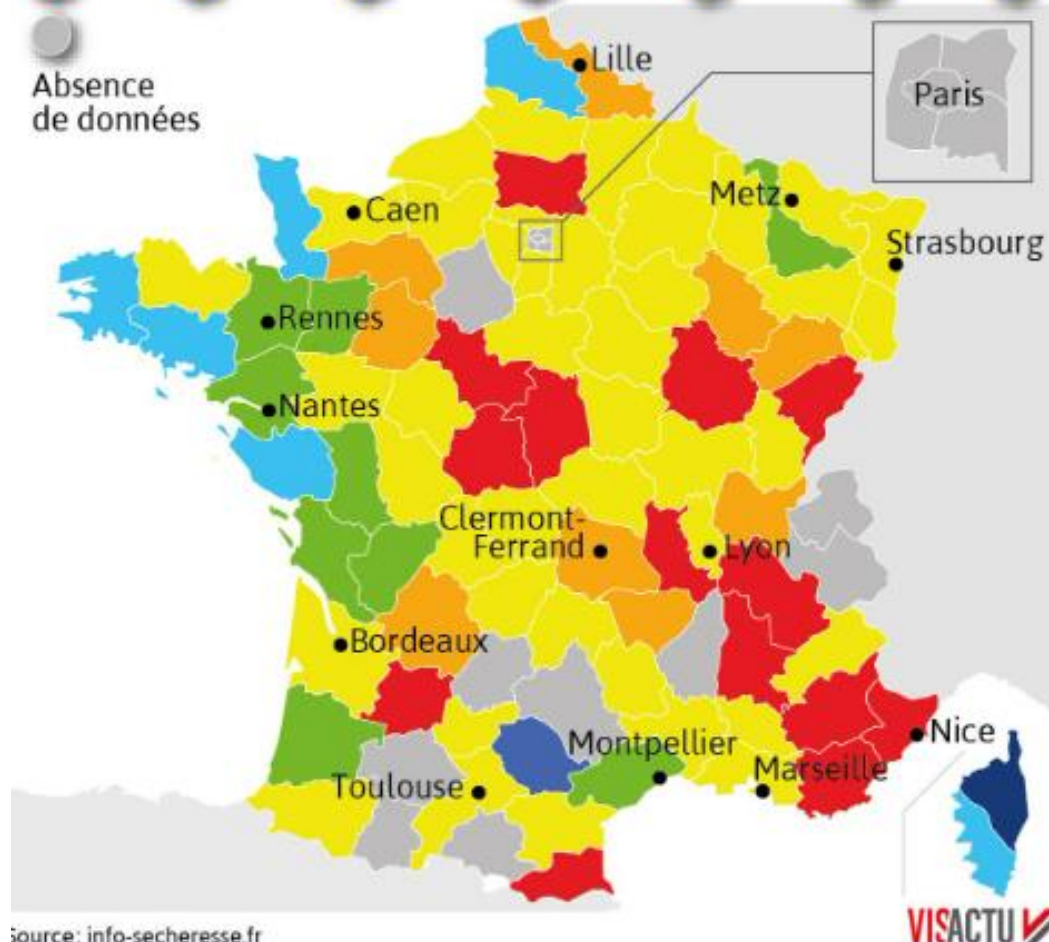 Absence
de données
Lille
Paris
Metz
Caen
Strasbourg
Rennes
Nantes
Clermont-
Ferrand
Lyon
Bordeaux
Montpellier
Nice
Toulouse
Marseille
Source: info-secheresse.fr
VISACTU